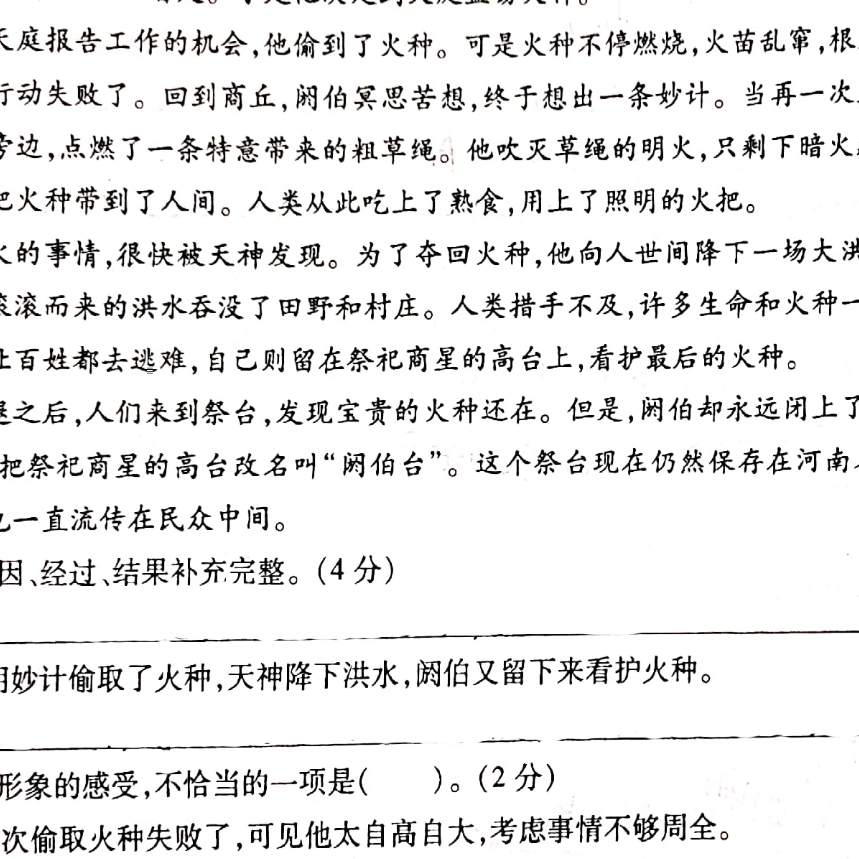 天庭报告工作的机会,他偷到了火种。可是火种不停燃烧,火苗乱窜,根
行动失败了。回到商丘,阏伯冥思苦想,终于想出一条妙计。当再一次
旁边,点燃了一条特意带来的粗草绳。他吹灭草绳的明火,只剩下暗火
把火种带到了人间。人类从此吃上了熟食,用上了照明的火把。
火的事情,很快被天神发现。为了夺回火种,他向人世间降下一场大洪
滚滚而来的洪水吞没了田野和村庄。人类措手不及,许多生命和火种一
让百姓都去逃难,自己则留在祭祀商星的高台上,看护最后的火种。
退之后,人们来到祭台,发现宝贵的火种还在。但是,阏伯却永远闭上了
把祭祀商星的高台改名叫“阏伯台”。这个祭台现在仍然保存在河南
一直流传在民众中间。
因、经过、结果补充完整。(4分)
用妙计偷取了火种,天神降下洪水,阏伯又留下来看护火种。
形象的感受,不恰当的一项是(　　)。(2分)
次偷取火种失败了,可见他太自高自大,考虑事情不够周全。